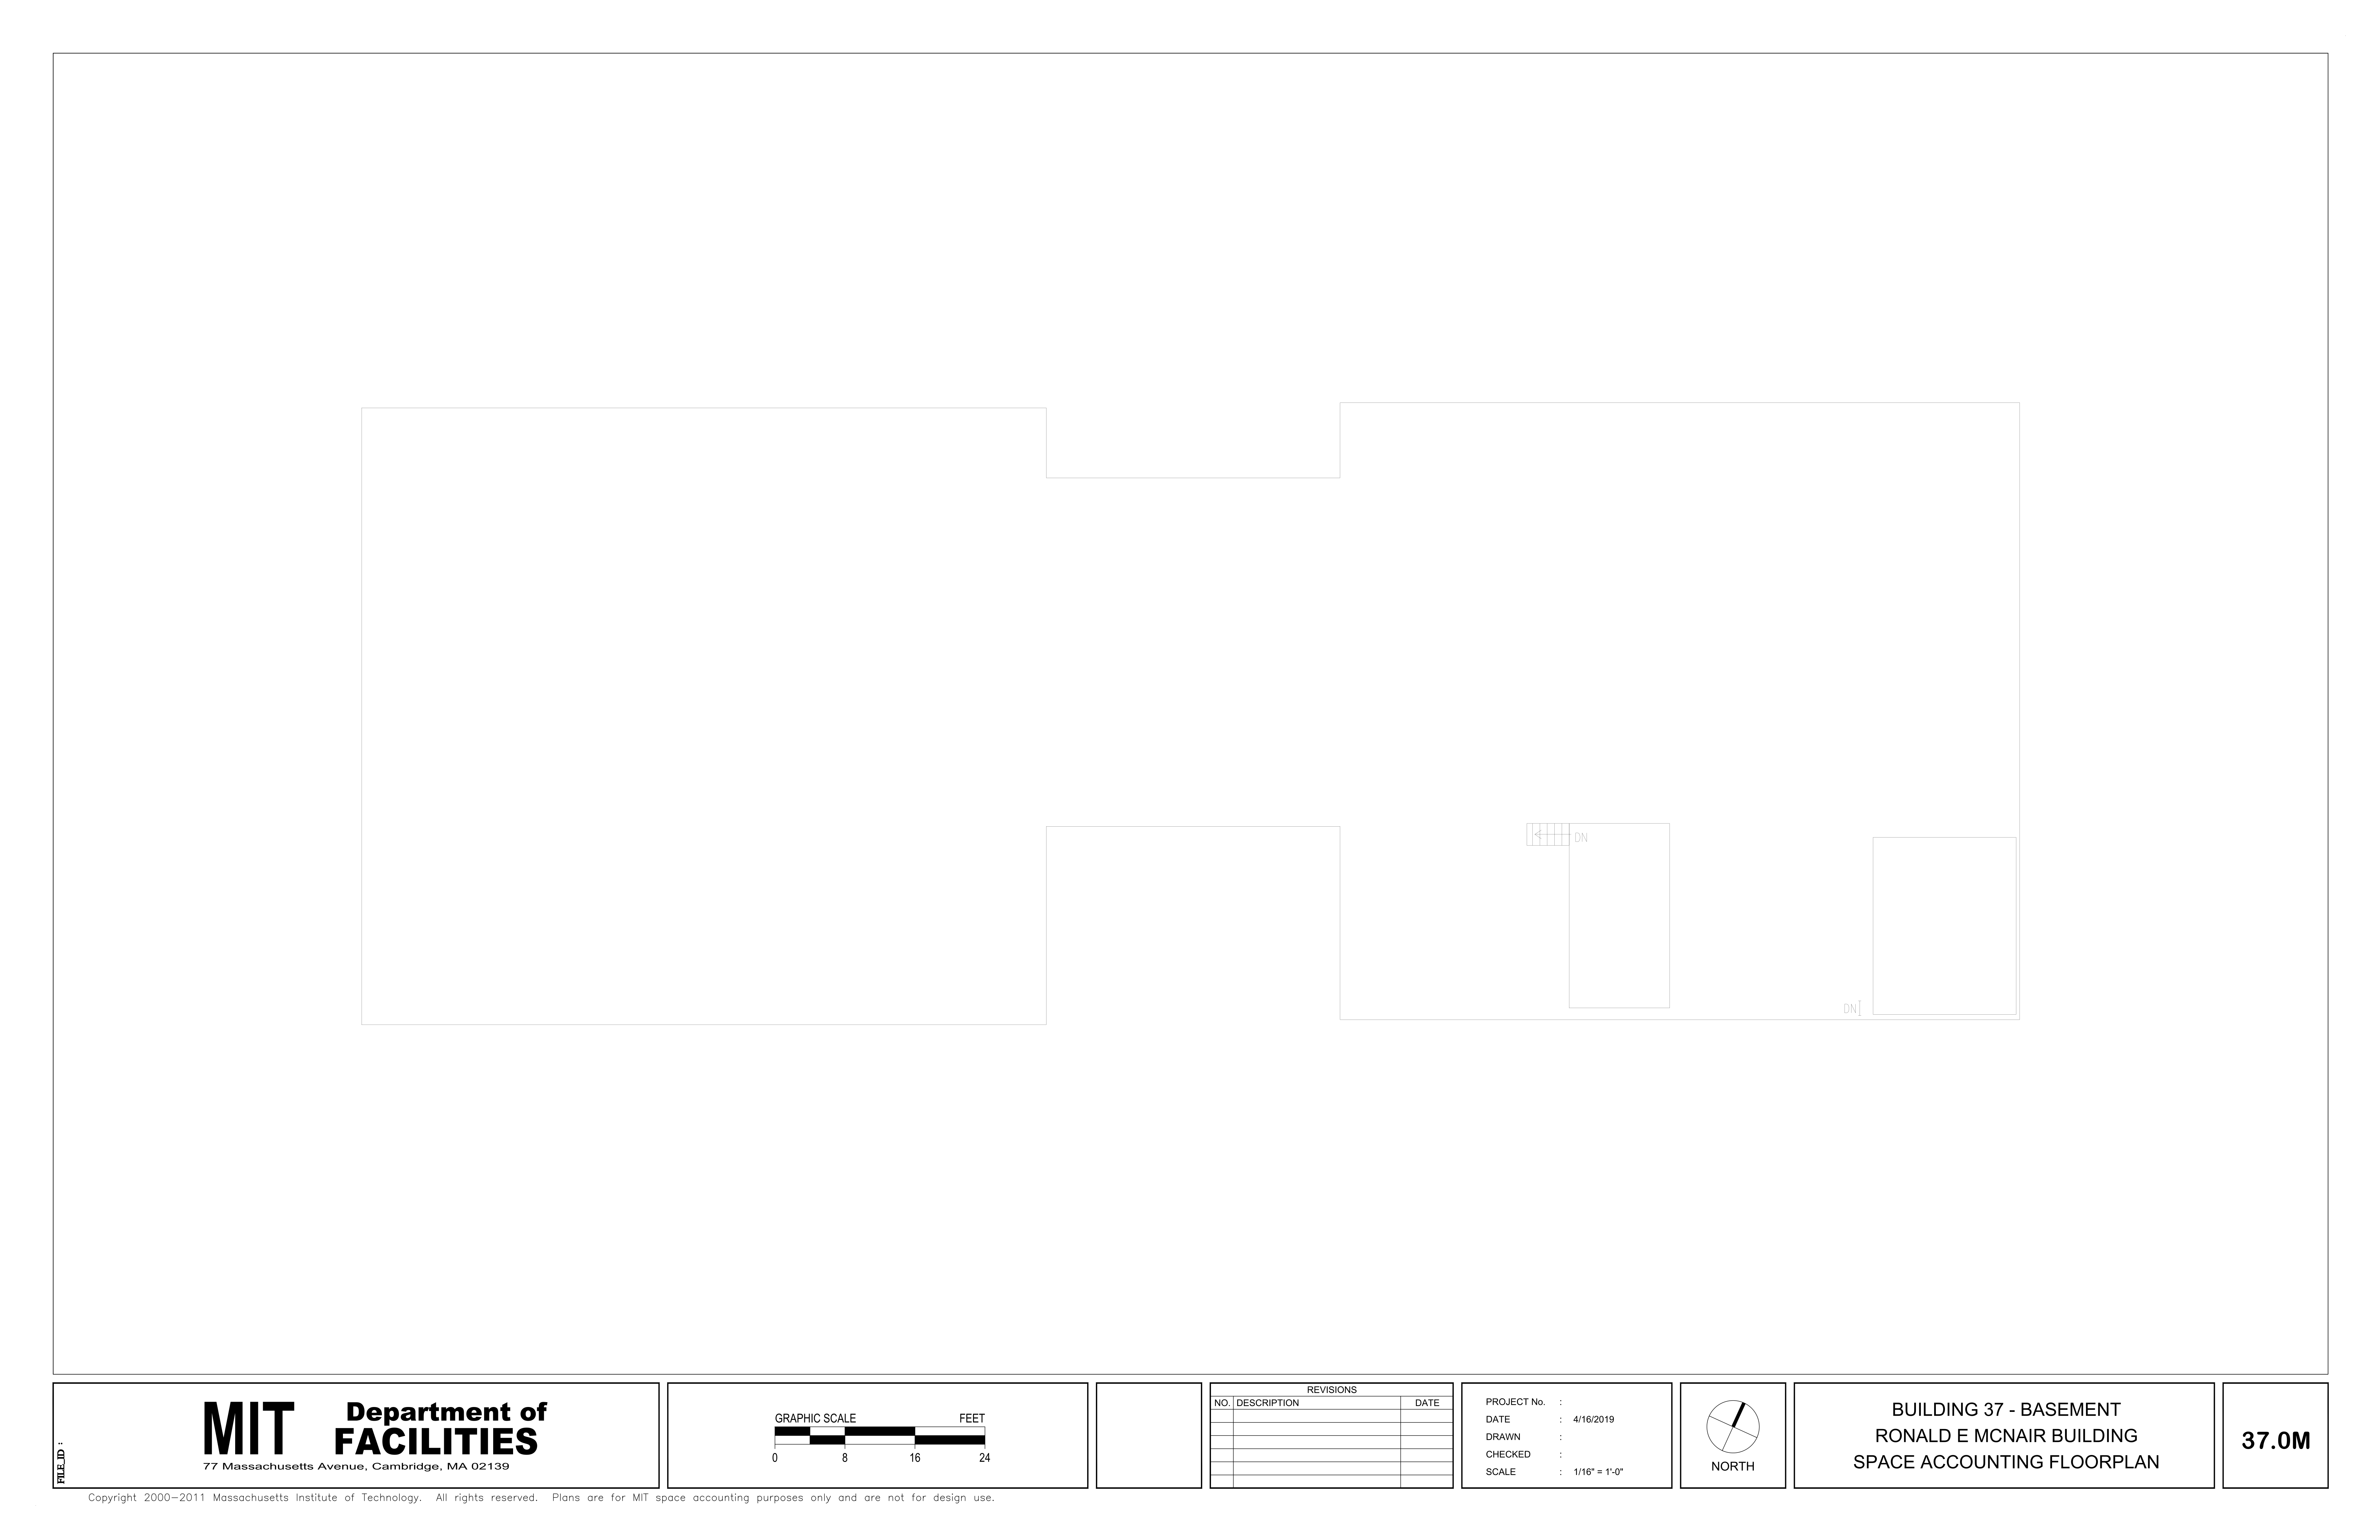 DN
DN
FILE_ID :
MIT Department of
FACILITIES
77 Massachusetts Avenue, Cambridge, MA 02139
GRAPHIC SCALE FEET
0 8 16 24
REVISIONS
NO. DESCRIPTION DATE
PROJECT No. :
DATE : 4/16/2019
DRAWN :
CHECKED :
SCALE : 1/16" = 1'-0"
NORTH
BUILDING 37 - BASEMENT
RONALD E MCNAIR BUILDING
SPACE ACCOUNTING FLOORPLAN
37.0M
Copyright 2000-2011 Massachusetts Institute of Technology. All rights reserved. Plans are for MIT space accounting purposes only and are not for design use.